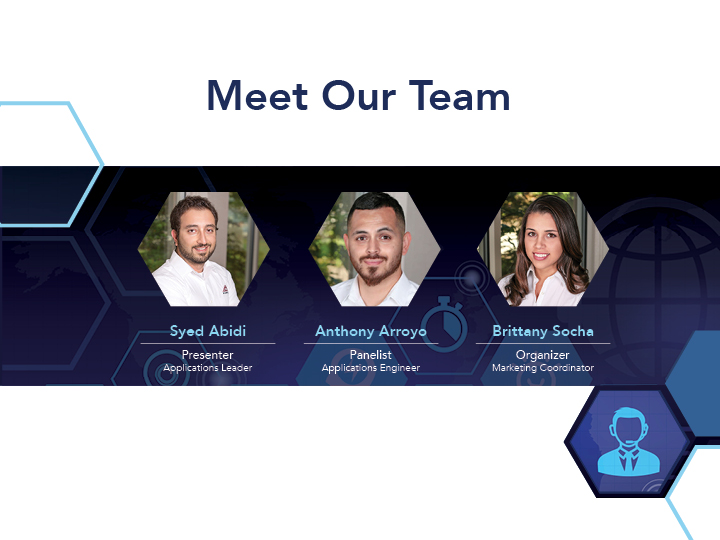 Meet Our Team
Syed Abidi
Anthony Arroyo
Brittany Socha
Presenter
Panelist
Organizer
Applications Leader
Applications Engineer
Marketing Coordinator